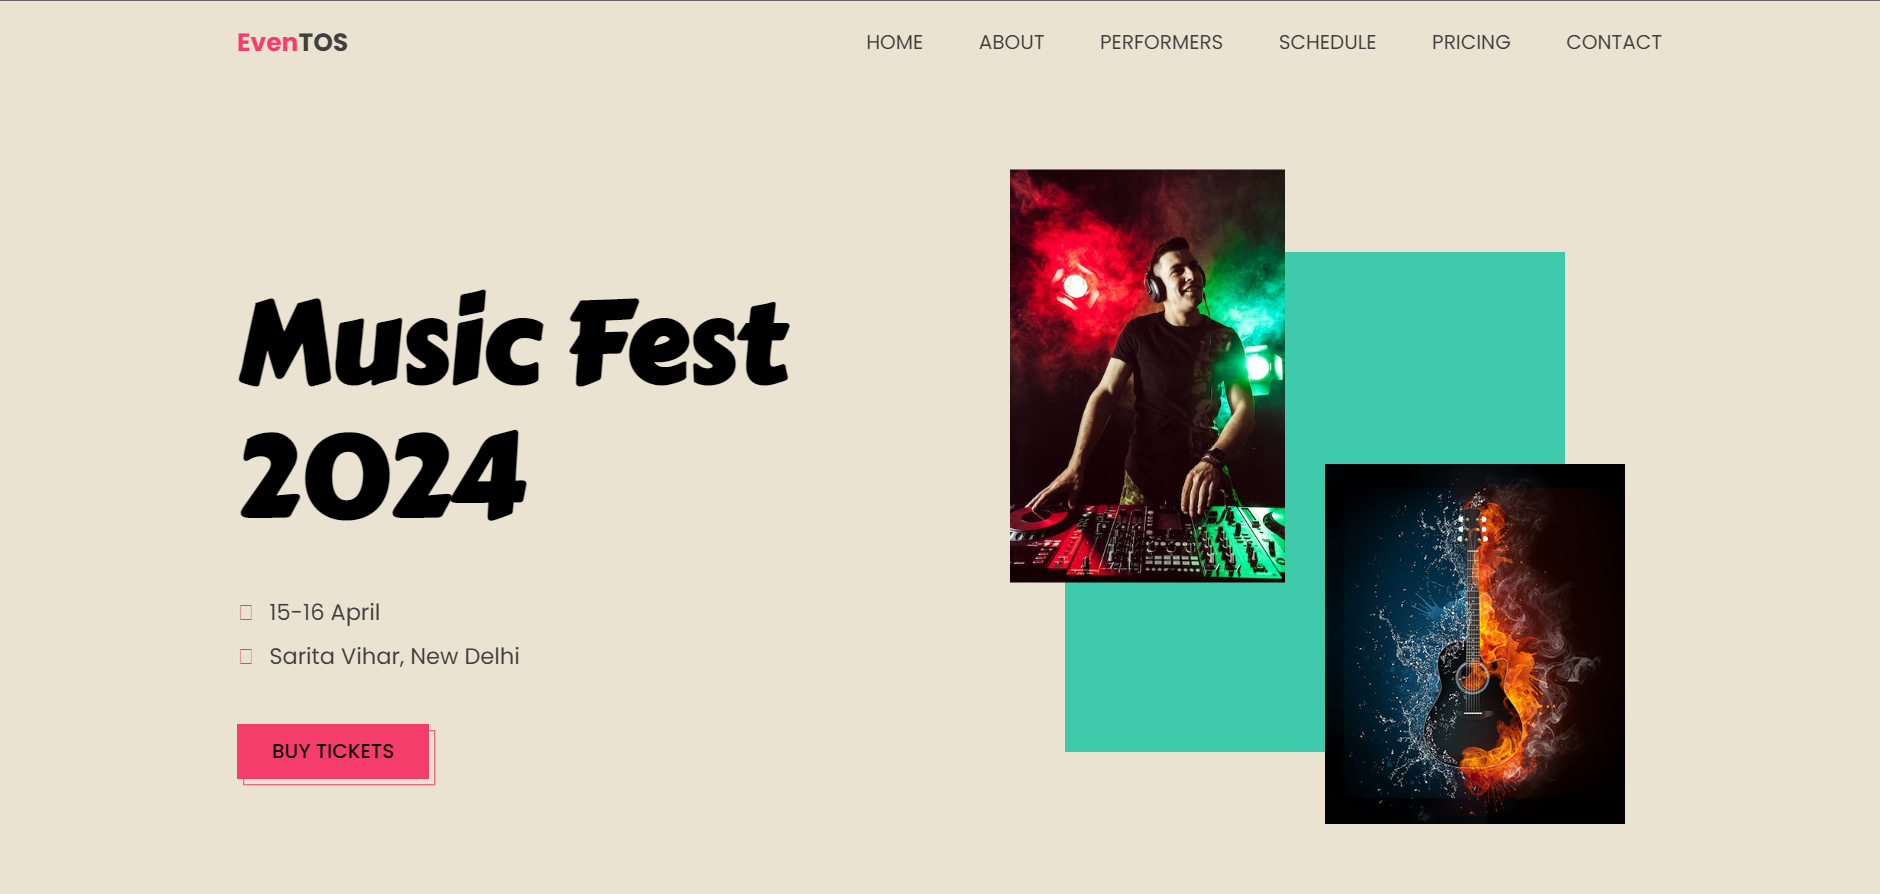 EvenTOS
HOME ABOUT PERFORMERS SCHEDULE PRICING CONTACT
Music Fest
2024
15-16 April
Sarita Vihar, New Delhi
BUY TICKETS